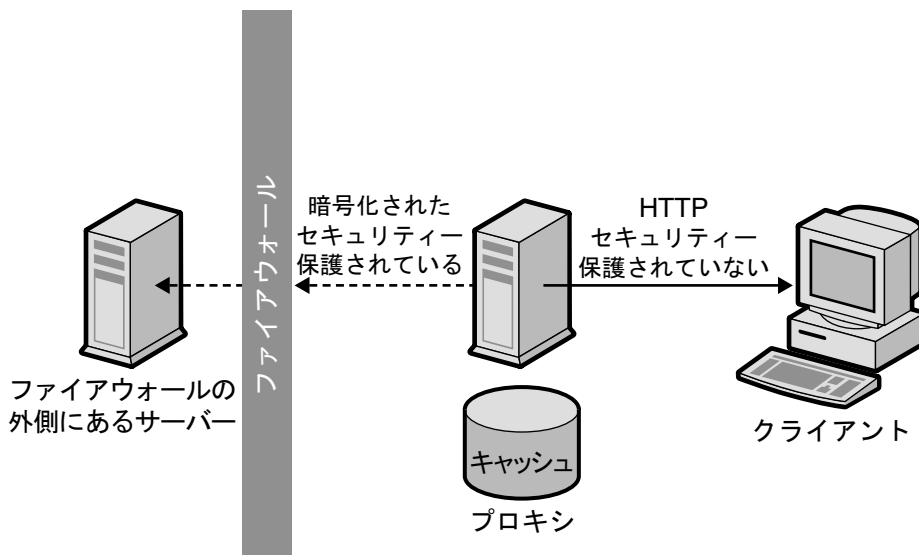 ファイアウォールの
外側にあるサーバー
ファイアウォール
暗号化された
セキュリティー
保護されている
HTTP
セキュリティー
保護されていない
キャッシュ
プロキシ
クライアント